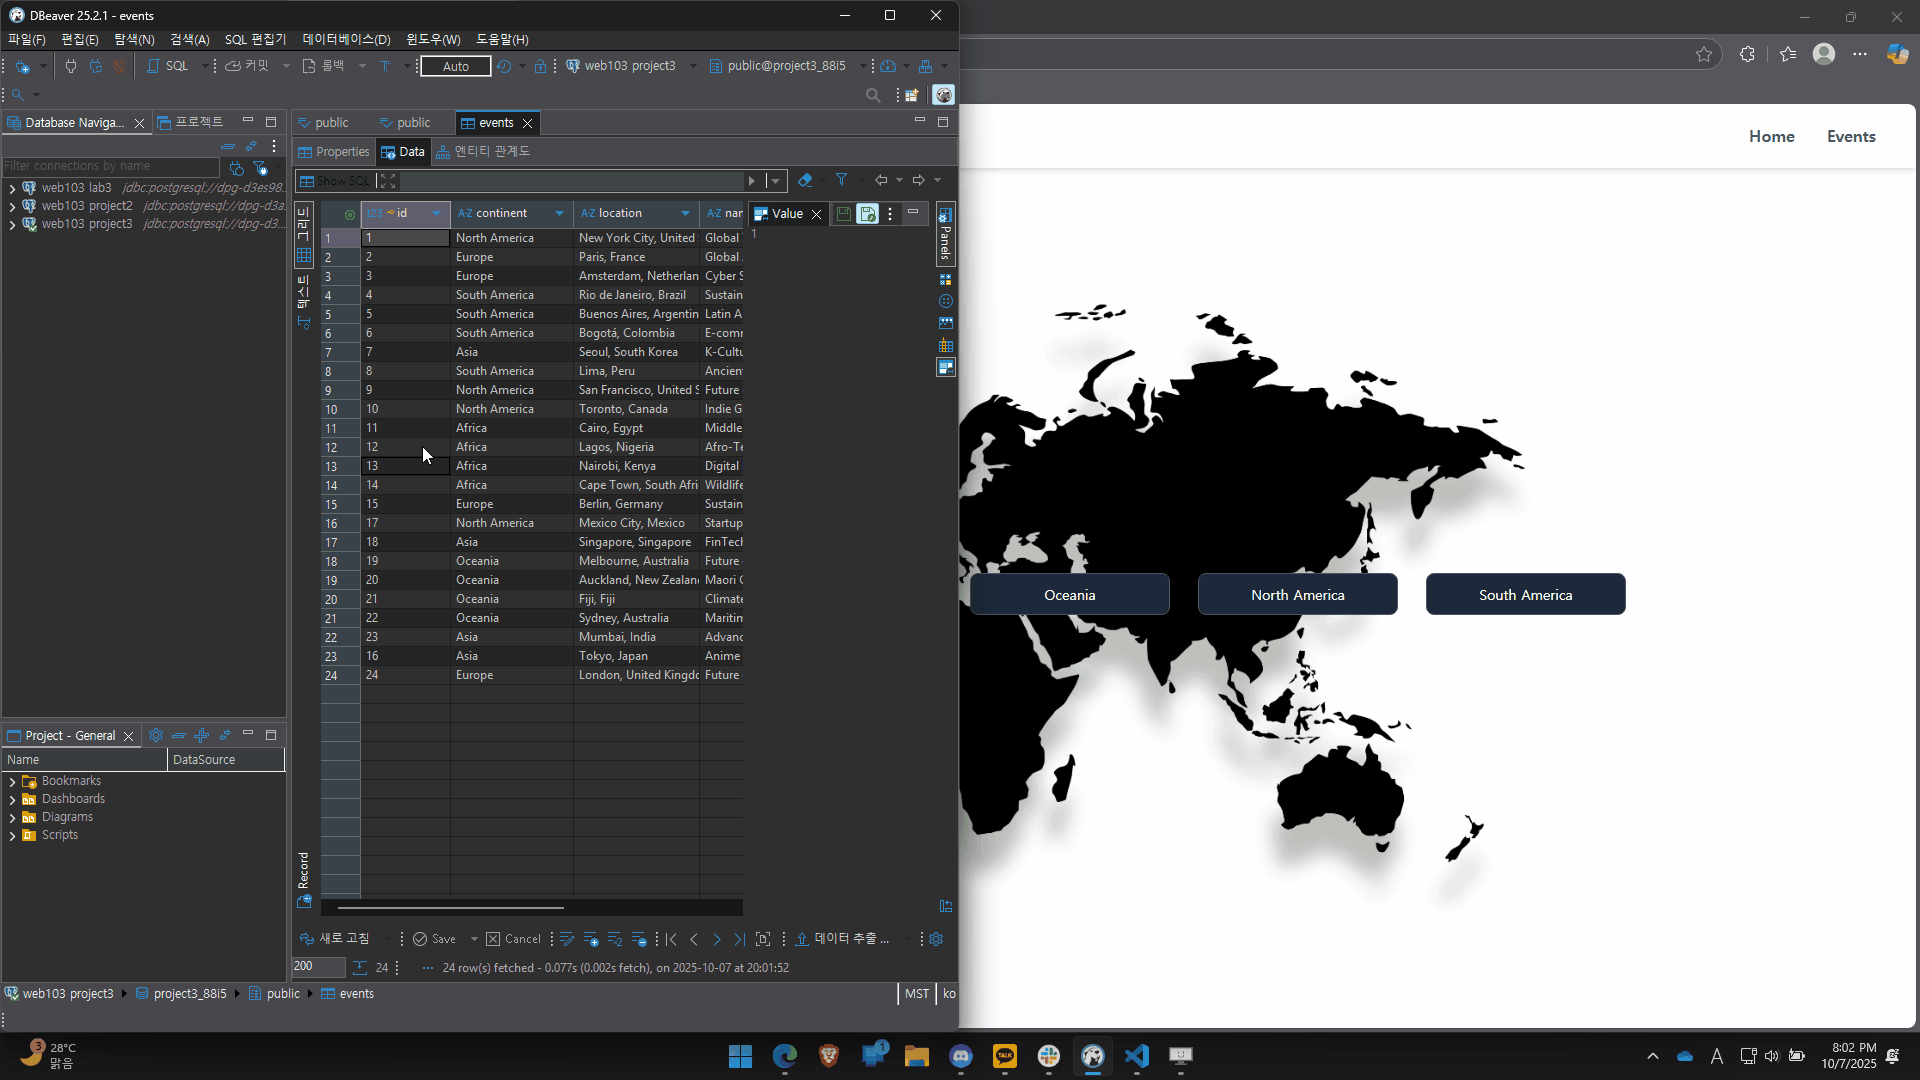 DBeaver 25.2.1 - events
파일(F) 편집(E) 탐색(N) 검색(A) SQL 편집기 데이터베이스(D) 윈도우(W) 도움말(H)
SQL 커밋 롤백 T Auto web103 project3 public@project3_88i5
Database Naviga... 프로젝트
Filter connections by name
web103 lab3 jdbc:postgresql://dpg-d3es98...
web103 project2 jdbc:postgresql://dpg-d3a...
web103 project3 jdbc:postgresql://dpg-d3...
public public events
Properties Data 엔티티 관계도
Show SQL
그리드
텍스트
Record
123 id A-Z continent A-Z location A-Z nar
1 1 North America New York City, United Global
2 2 Europe Paris, France Global
3 3 Europe Amsterdam, Netherlan Cyber S
4 4 South America Rio de Janeiro, Brazil Sustain
5 5 South America Buenos Aires, Argentin Latin A
6 6 South America Bogotá, Colombia E-comr
7 7 Asia Seoul, South Korea K-Cultu
8 8 South America Lima, Peru Ancien
9 9 North America San Francisco, United S Future
10 10 North America Toronto, Canada Indie G
11 11 Africa Cairo, Egypt Middle
12 12 Africa Lagos, Nigeria Afro-Te
13 13 Africa Nairobi, Kenya Digital
14 14 Africa Cape Town, South Afri Wildlife
15 15 Europe Berlin, Germany Sustain
16 17 North America Mexico City, Mexico Startup
17 18 Asia Singapore, Singapore FinTech
18 19 Oceania Melbourne, Australia Future
19 20 Oceania Auckland, New Zealan Maori C
20 21 Oceania Fiji, Fiji Climate
21 22 Oceania Sydney, Australia Maritim
22 23 Asia Mumbai, India Advanc
23 16 Asia Tokyo, Japan Anime
24 24 Europe London, United Kingdo Future
Value
1
Panels
새로 고침 Save Cancel 데이터 추출 ...
200 24 ... 24 row(s) fetched - 0.077s (0.002s fetch), on 2025-10-07 at 20:01:52
Project - General
Name DataSource
Bookmarks
Dashboards
Diagrams
Scripts
web103 project3 project3_88i5 public events MST ko
Home Events
Oceania North America South America
3 28°C
맑음
1
TALK
A
8:02 PM
10/7/2025